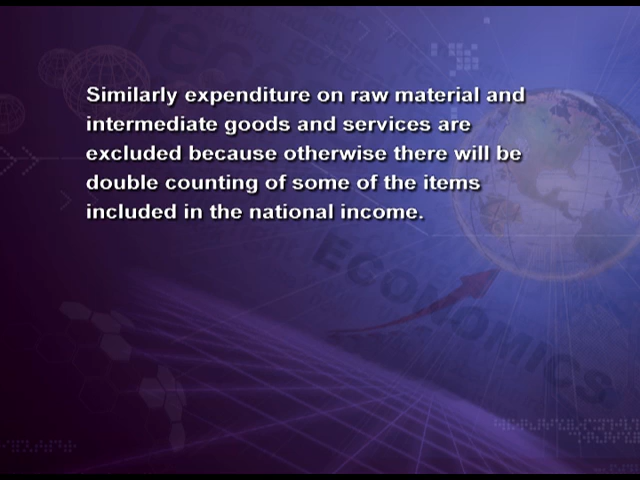 Similarly expenditure on raw material and
intermediate goods and services are
excluded because otherwise there will be
double counting of some of the items
included in the national income.
ECONOMICS